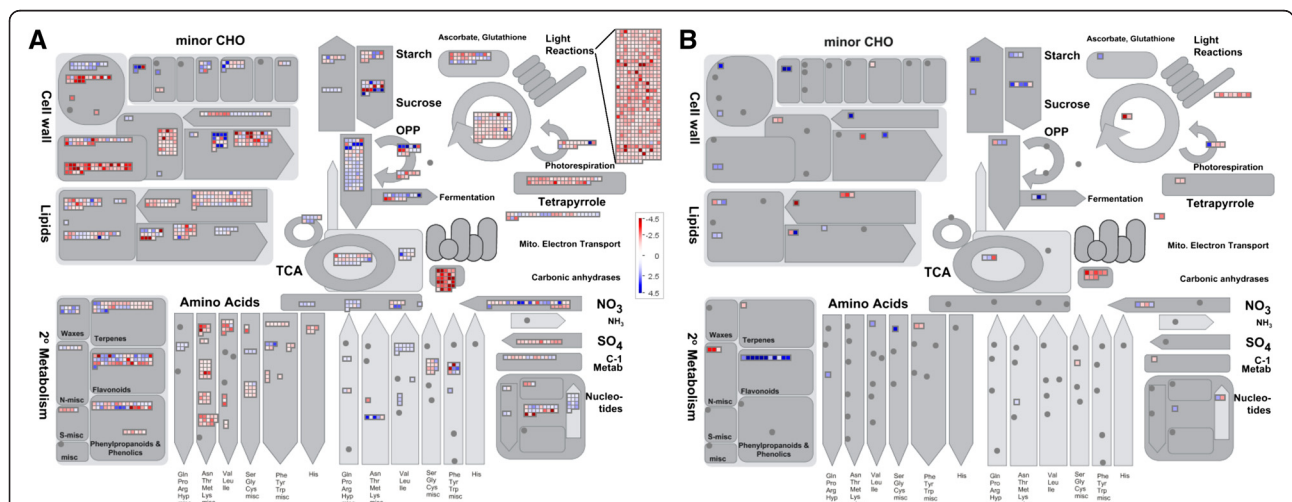 A
minor CHO
Starch
Ascorbate, Glutathione
Light
Reactions
Cell wall
Sucrose
OPP
Photorespiration
Fermentation
Tetrapyrrole
Lipids
-4.5
-2.5
0
2.5
4.5
Mito. Electron Transport
TCA
Carbonic anhydrases
Amino Acids
NO3
NH3
SO4
C-1
Metab
Nucleo-
tides
2º Metabolism
Waxes
Terpenes
Flavonoids
N-misc
S-misc
Phenylpropanoids &
Phenolics
misc
Gln
Pro
Arg
Hyp
Asn
Thr
Met
Lys
Val
Leu
Ile
Ser
Gly
Cys
misc
Phe
Tyr
Trp
misc
His
Gln
Pro
Arg
Hyp
Asn
Thr
Met
Lys
Val
Leu
Ile
Ser
Gly
Cys
misc
Phe
Tyr
Trp
misc
His
B
minor CHO
Starch
Ascorbate, Glutathione
Light
Reactions
Cell wall
Sucrose
OPP
Photorespiration
Fermentation
Tetrapyrrole
Lipids
Mito. Electron Transport
TCA
Carbonic anhydrases
Amino Acids
NO3
NH3
SO4
C-1
Metab
Nucleo-
tides
2º Metabolism
Waxes
Terpenes
Flavonoids
N-misc
S-misc
Phenylpropanoids &
Phenolics
misc
Gln
Pro
Arg
Hyp
Asn
Thr
Met
Lys
Val
Leu
Ile
Ser
Gly
Cys
misc
Phe
Tyr
Trp
misc
His
Gln
Pro
Arg
Hyp
Asn
Thr
Met
Lys
Val
Leu
Ile
Ser
Gly
Cys
misc
Phe
Tyr
Trp
misc
His